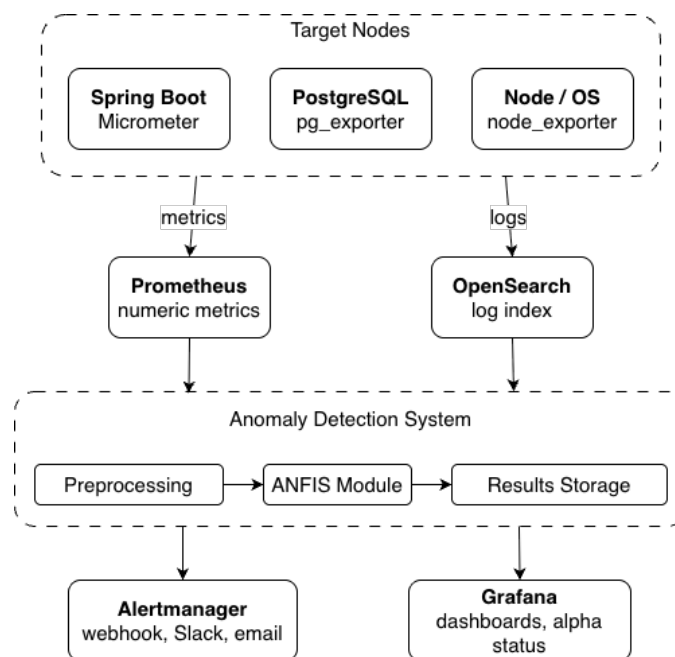 Target Nodes
Spring Boot
Micrometer
PostgreSQL
pg_exporter
Node / OS
node_exporter
metrics
logs
Prometheus
numeric metrics
OpenSearch
log index
Anomaly Detection System
Preprocessing
ANFIS Module
Results Storage
Alertmanager
webhook, Slack, email
Grafana
dashboards, alpha
status